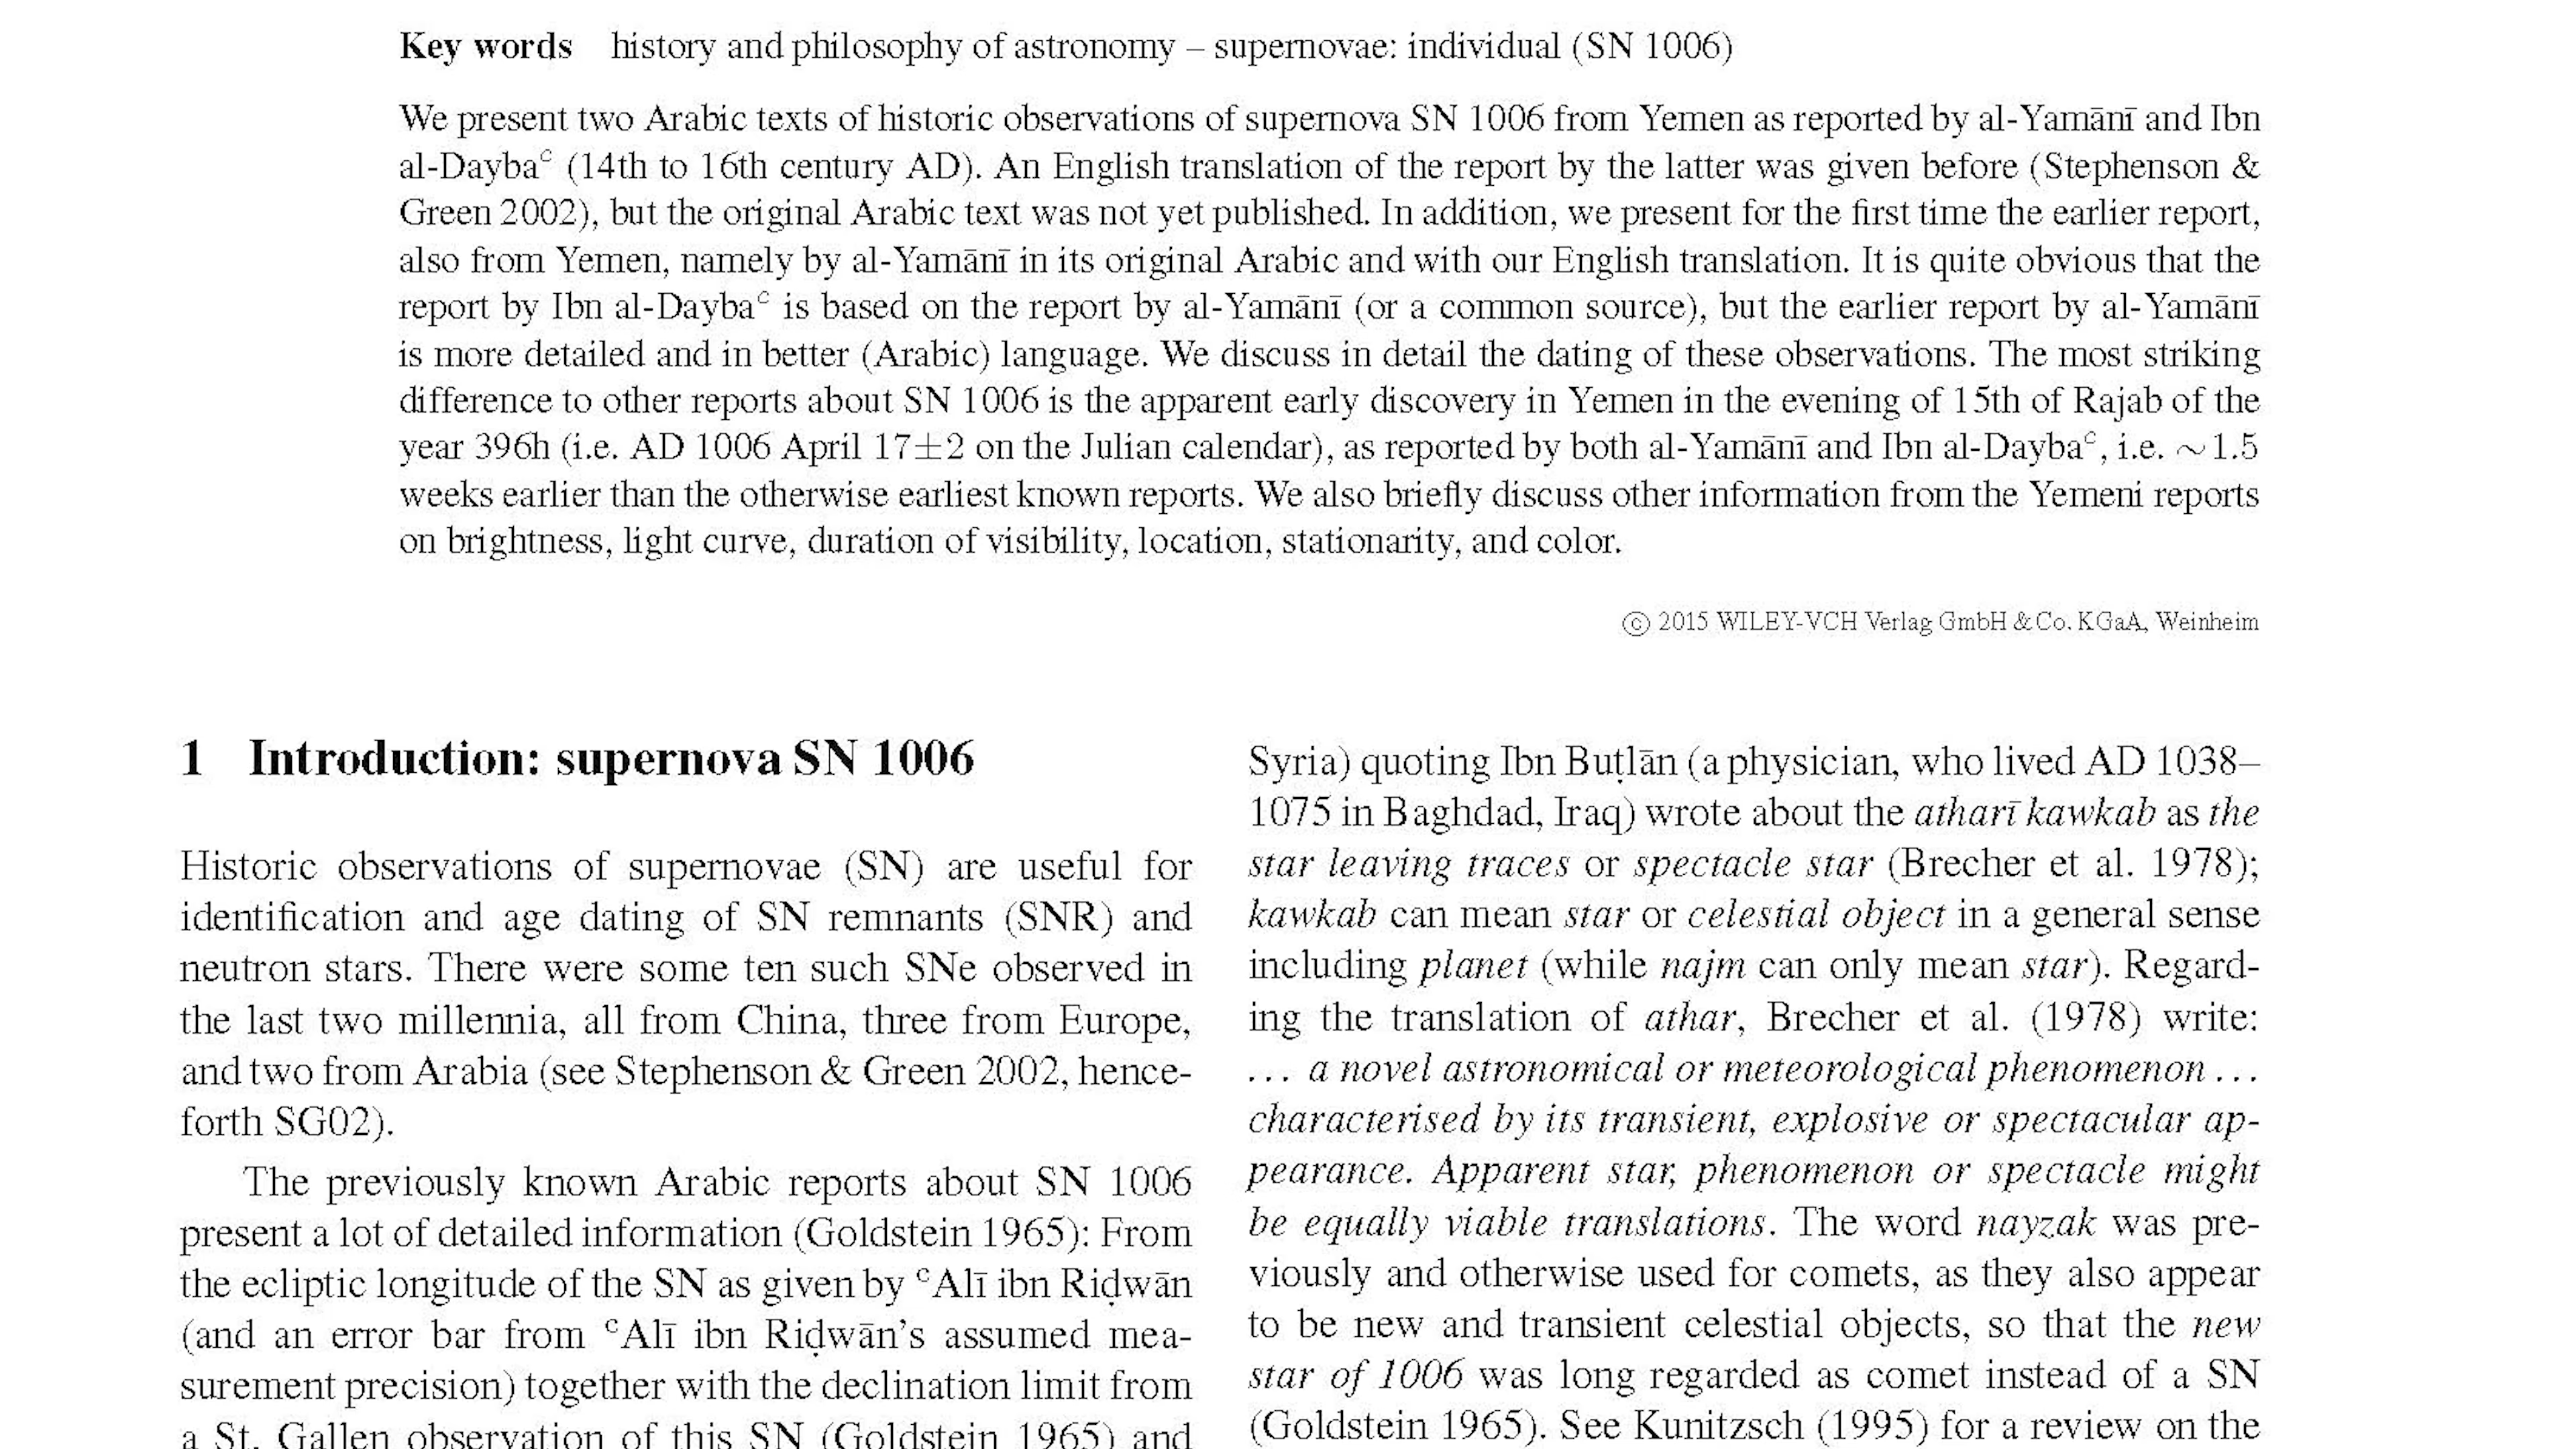 Key words history and philosophy of astronomy – supernovae: individual (SN 1006)
We present two Arabic texts of historic observations of supernova SN 1006 from Yemen as reported by al-Yamānī and Ibn
al-Daybaᶜ (14th to 16th century AD). An English translation of the report by the latter was given before (Stephenson &
Green 2002), but the original Arabic text was not yet published. In addition, we present for the first time the earlier report,
also from Yemen, namely by al-Yamānī in its original Arabic and with our English translation. It is quite obvious that the
report by Ibn al-Daybaᶜ is based on the report by al-Yamānī (or a common source), but the earlier report by al-Yamānī
is more detailed and in better (Arabic) language. We discuss in detail the dating of these observations. The most striking
difference to other reports about SN 1006 is the apparent early discovery in Yemen in the evening of 15th of Rajab of the
year 396h (i.e. AD 1006 April 17±2 on the Julian calendar), as reported by both al-Yamānī and Ibn al-Daybaᶜ, i.e. ∼1.5
weeks earlier than the otherwise earliest known reports. We also briefly discuss other information from the Yemeni reports
on brightness, light curve, duration of visibility, location, stationarity, and color.
© 2015 WILEY-VCH Verlag GmbH & Co. KGaA, Weinheim
1 Introduction: supernova SN 1006
Historic observations of supernovae (SN) are useful for
identification and age dating of SN remnants (SNR) and
neutron stars. There were some ten such SNe observed in
the last two millennia, all from China, three from Europe,
and two from Arabia (see Stephenson & Green 2002, hence-
forth SG02).
The previously known Arabic reports about SN 1006
present a lot of detailed information (Goldstein 1965): From
the ecliptic longitude of the SN as given by ᶜAlī ibn Riḍwān
(and an error bar from ᶜAlī ibn Riḍwān's assumed mea-
surement precision) together with the declination limit from
a St. Gallen observation of this SN (Goldstein 1965) and
Syria) quoting Ibn Buṭlān (a physician, who lived AD 1038–
1075 in Baghdad, Iraq) wrote about the atharī kawkab as the
star leaving traces or spectacle star (Brecher et al. 1978);
kawkab can mean star or celestial object in a general sense
including planet (while najm can only mean star). Regard-
ing the translation of athar, Brecher et al. (1978) write:
... a novel astronomical or meteorological phenomenon ...
characterised by its transient, explosive or spectacular ap-
pearance. Apparent star, phenomenon or spectacle might
be equally viable translations. The word nayzak was pre-
viously and otherwise used for comets, as they also appear
to be new and transient celestial objects, so that the new
star of 1006 was long regarded as comet instead of a SN
(Goldstein 1965). See Kunitzsch (1995) for a review on the